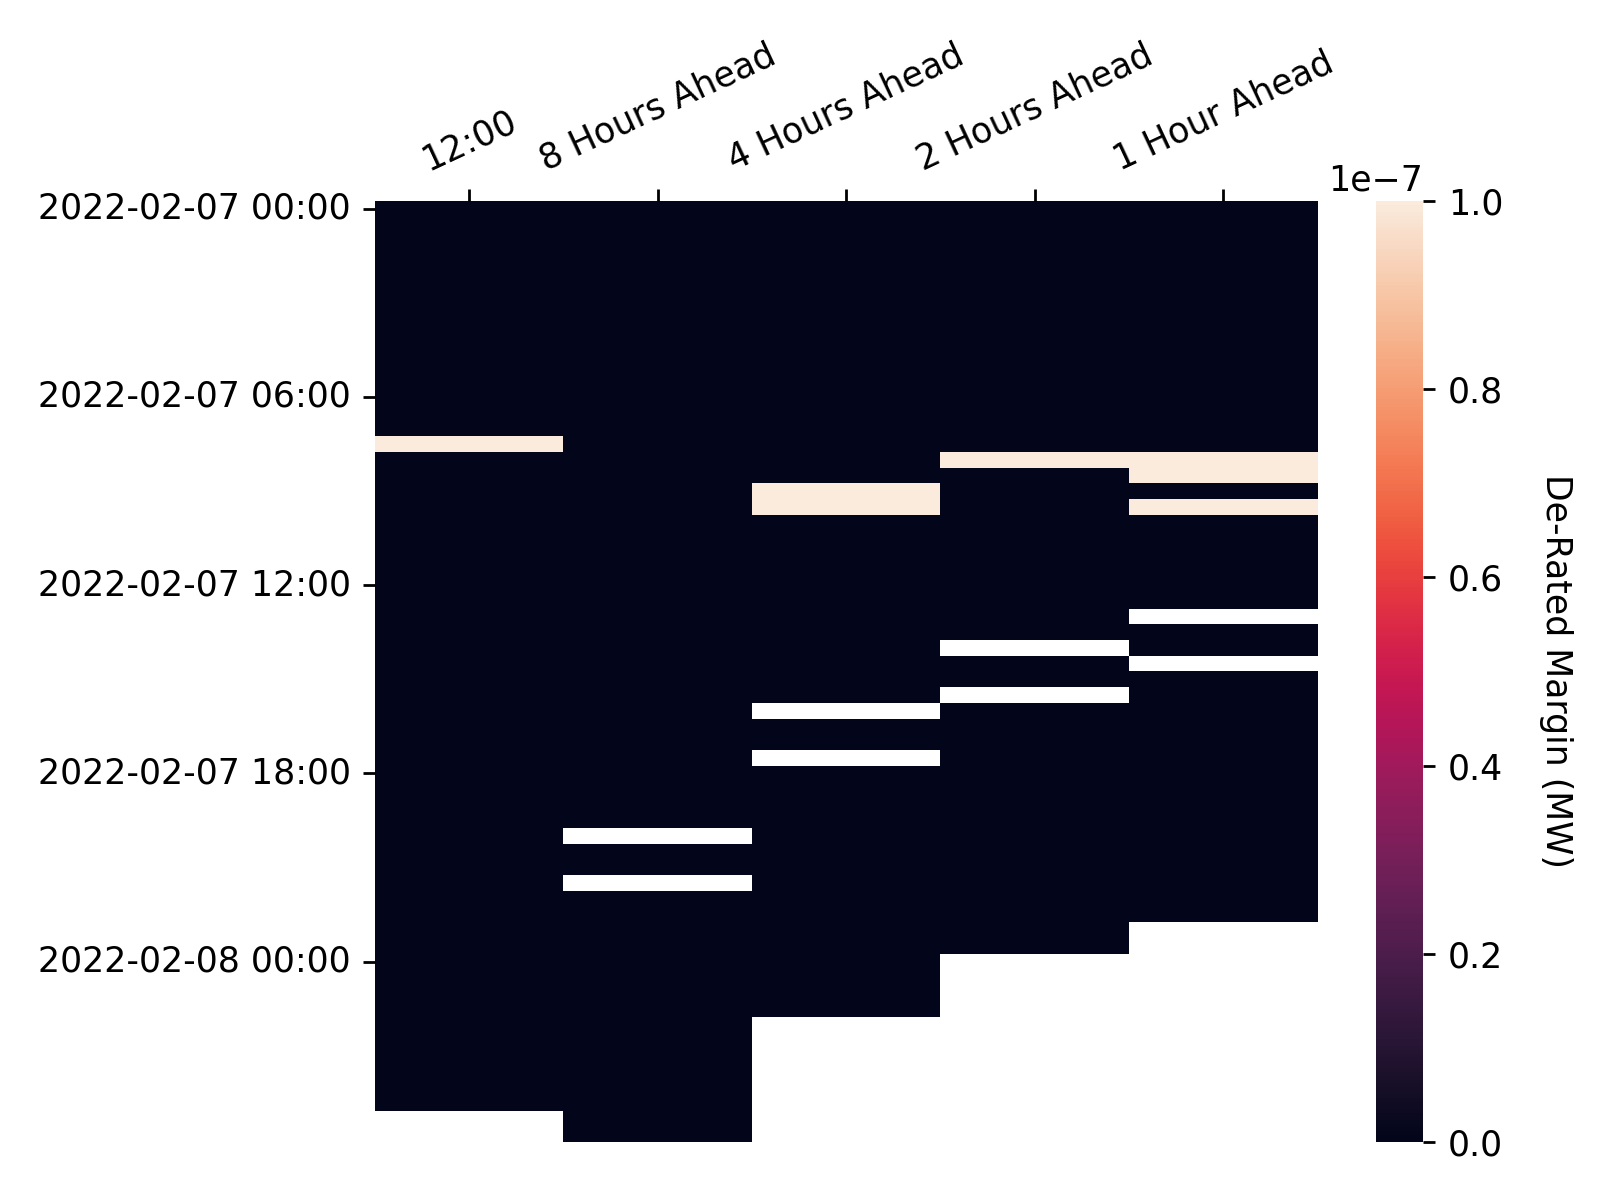 12:00
8 Hours Ahead
4 Hours Ahead
2 Hours Ahead
1 Hour Ahead
1e−7
2022-02-07 00:00
2022-02-07 06:00
2022-02-07 12:00
2022-02-07 18:00
2022-02-08 00:00
1.0
0.8
0.6
0.4
0.2
0.0
De-Rated Margin (MW)